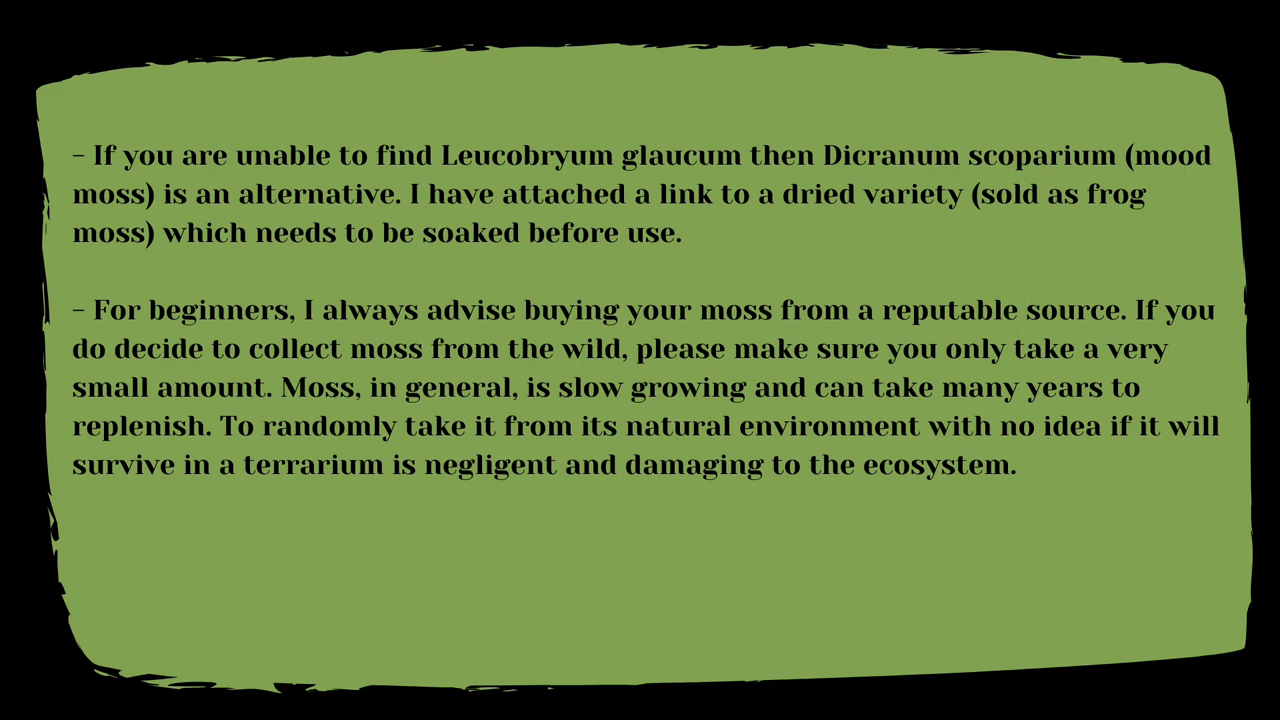 - If you are unable to find Leucobryum glaucum then Dicranum scoparium (mood
moss) is an alternative. I have attached a link to a dried variety (sold as frog
moss) which needs to be soaked before use.
- For beginners, I always advise buying your moss from a reputable source. If you
do decide to collect moss from the wild, please make sure you only take a very
small amount. Moss, in general, is slow growing and can take many years to
replenish. To randomly take it from its natural environment with no idea if it will
survive in a terrarium is negligent and damaging to the ecosystem.